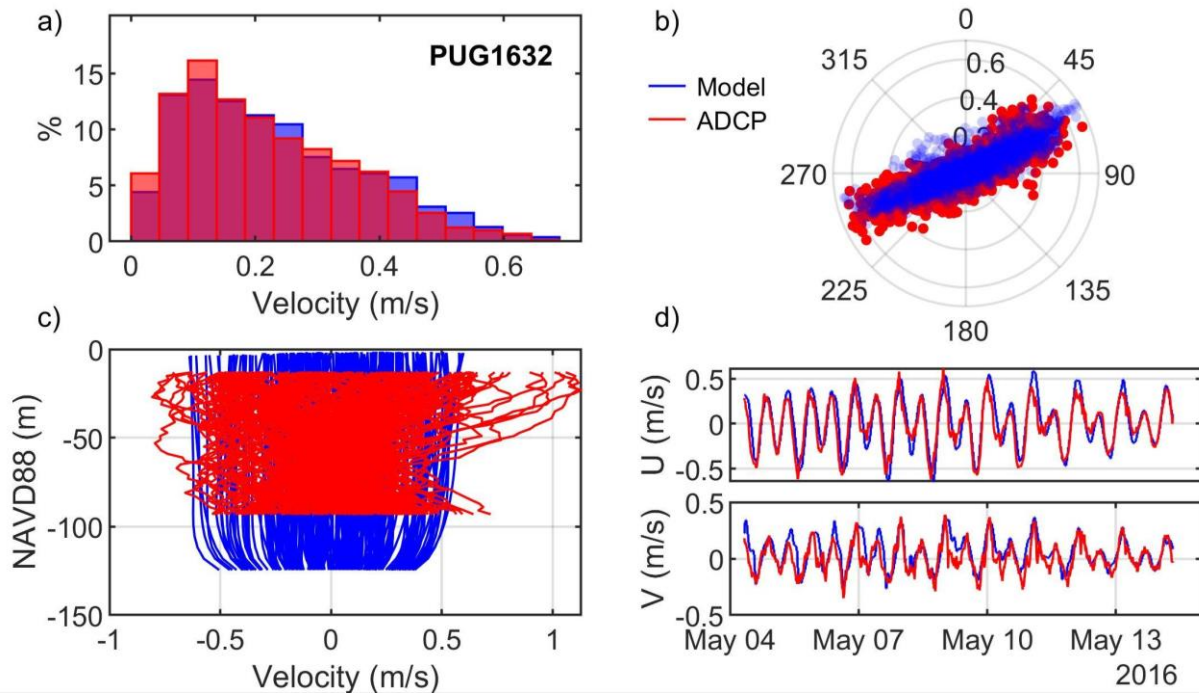 a)
PUG1632
15
10
5
0
%
0 0.2 0.4 0.6
Velocity (m/s)
b)
Model
ADCP
0
45
90
135
180
225
270
315
0.6
0.4
c)
0
-50
-100
-150
NAVD88 (m)
-1 -0.5 0 0.5 1
Velocity (m/s)
d)
0.5
0
-0.5
U (m/s)
0.5
0
-0.5
V (m/s)
May 04 May 07 May 10 May 13
2016